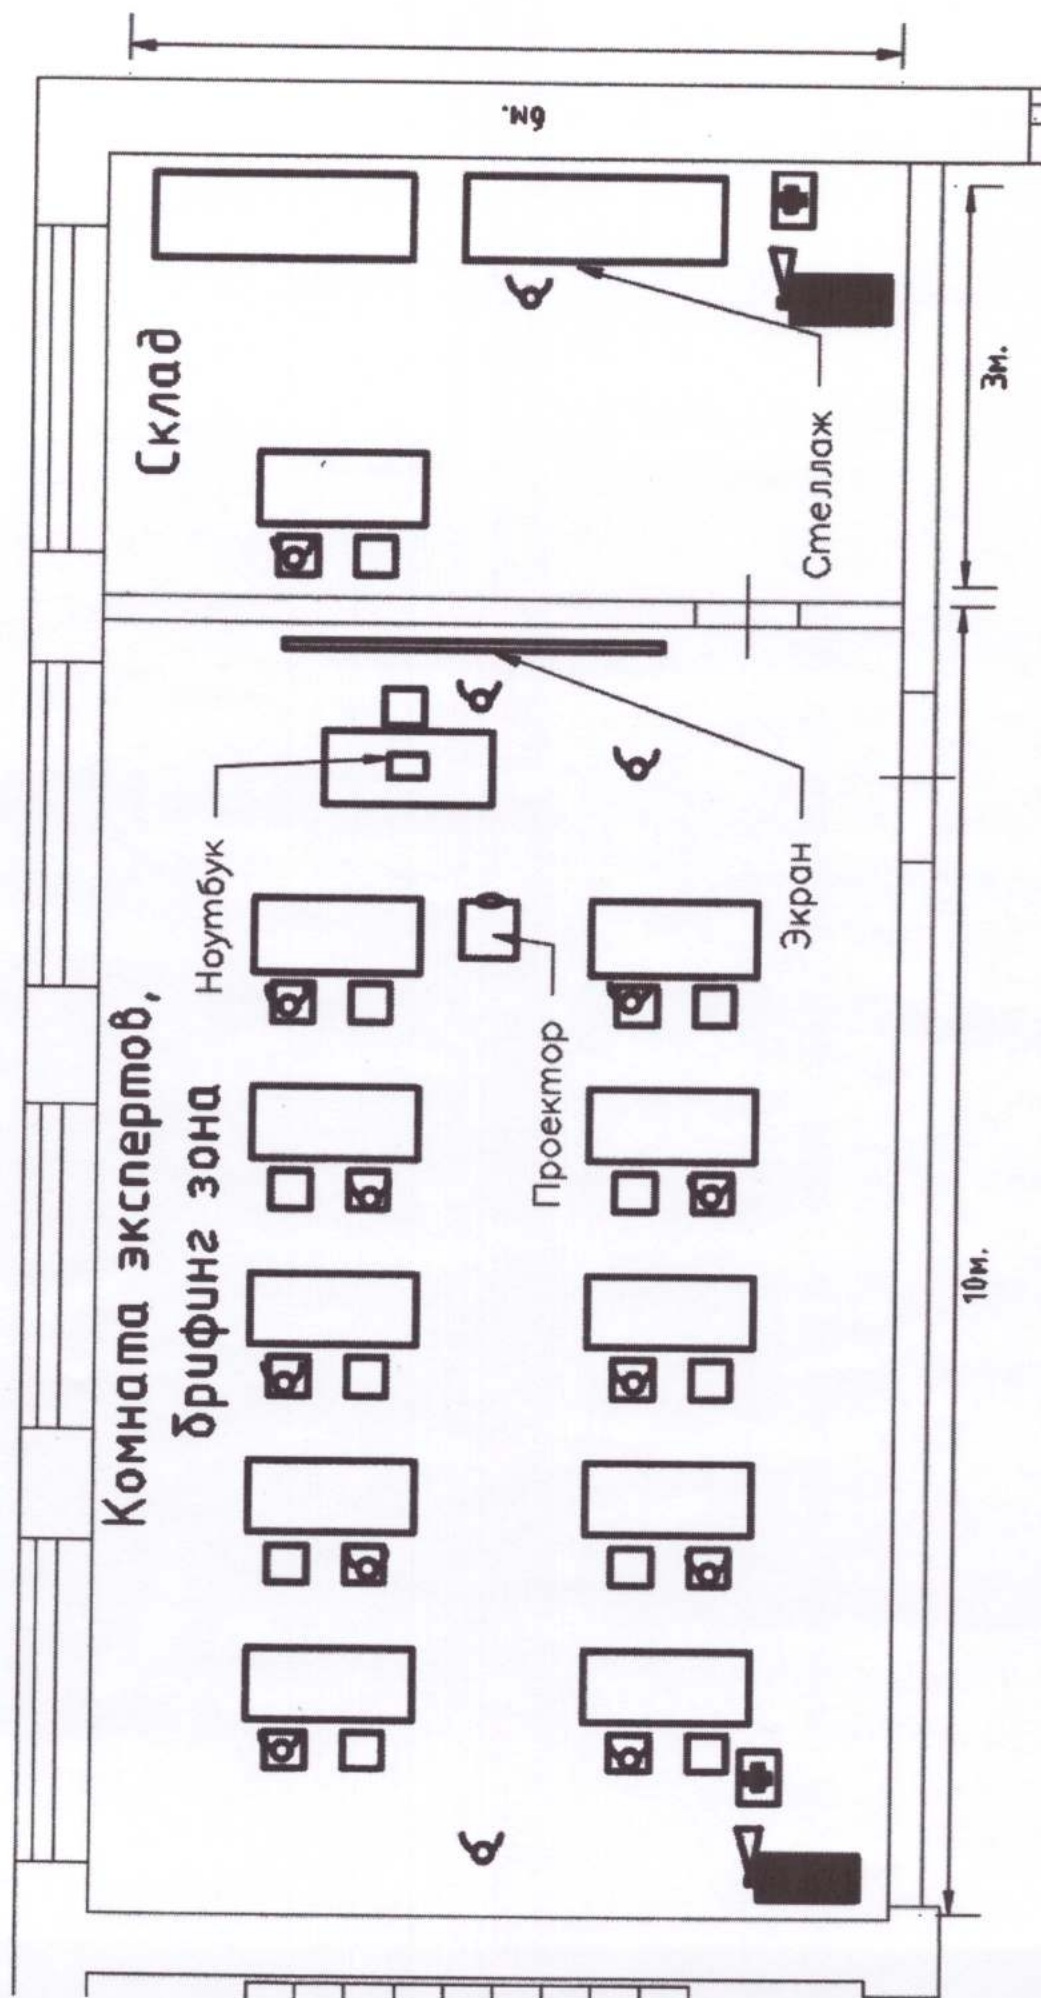 Комната экспертов,
брифинг зона
Ноутбук
Проектор
Экран
Склад
Стеллаж
6м.
3м.
10м.